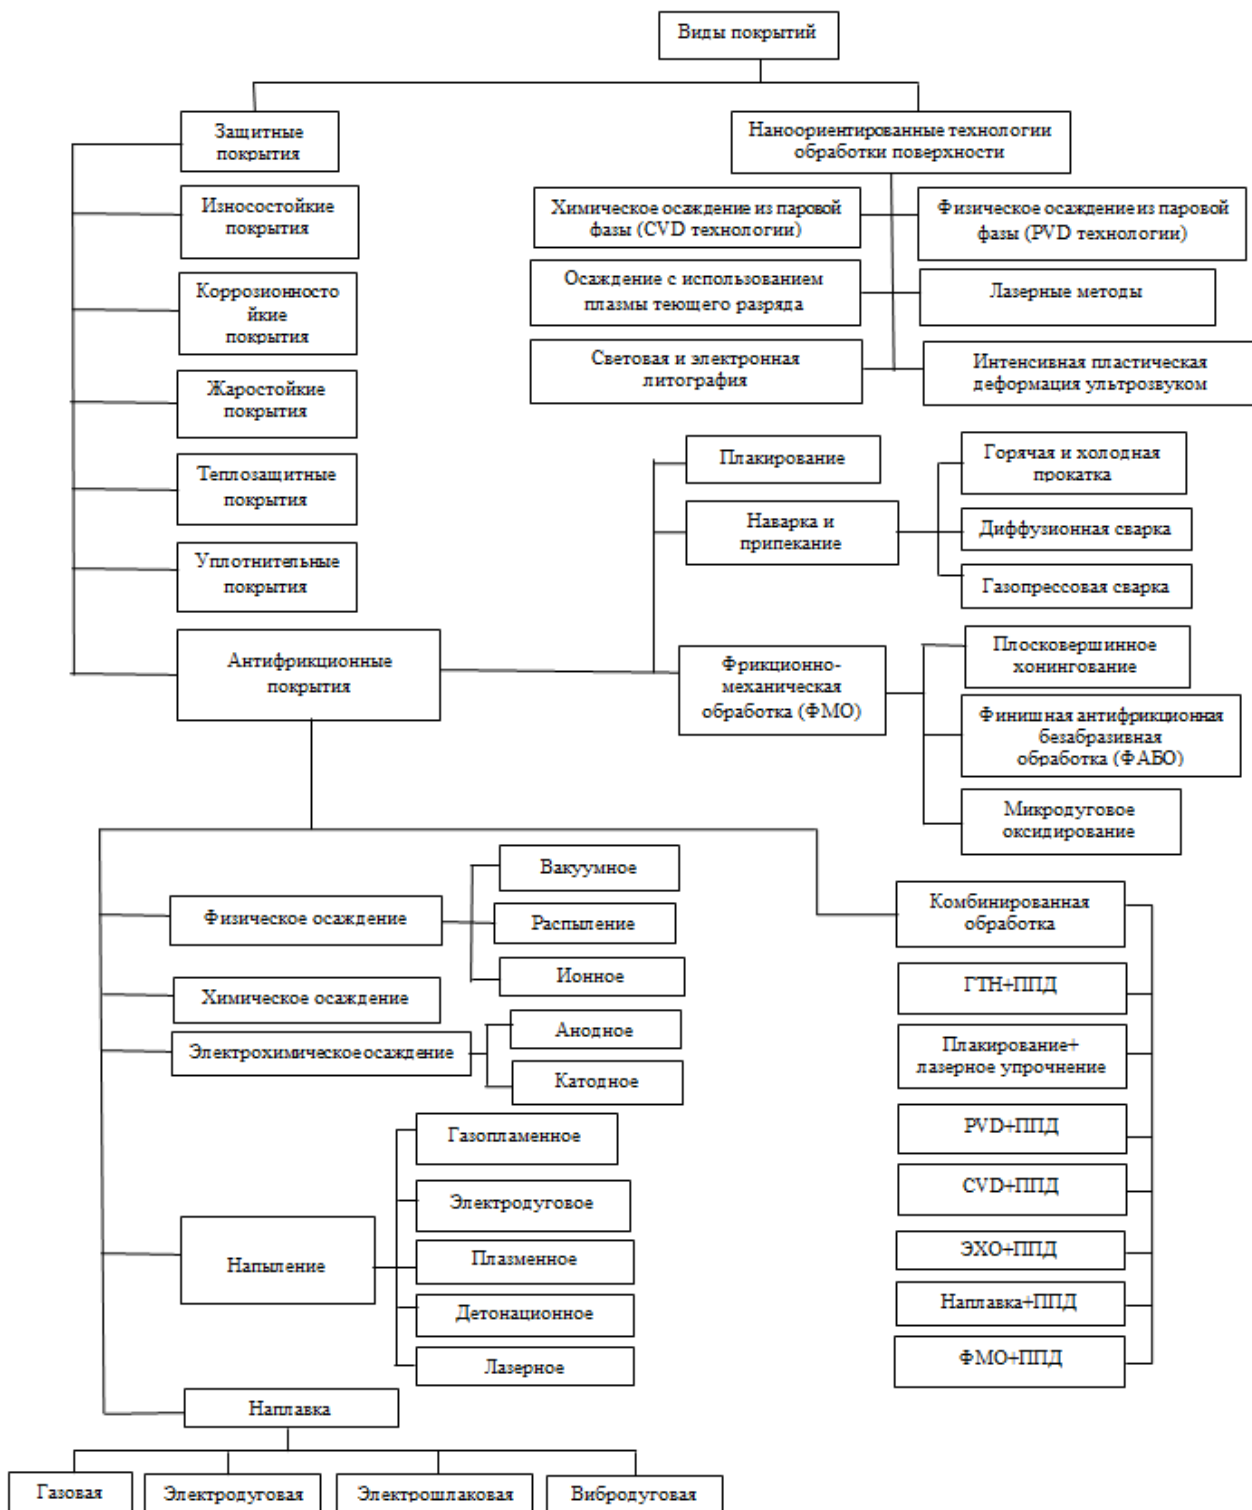 Виды покрытий
Защитные
покрытия
Наноориентированные технологии
обработки поверхности
Износостойкие
покрытия
Химическое осаждение из паровой
фазы (CVD технологии)
Физическое осаждение из паровой
фазы (PVD технологии)
Коррозионносто
йкие
покрытия
Осаждение с использованием
плазмы теющего разряда
Лазерные методы
Световая и электронная
литография
Интенсивная пластическая
деформация ультрозвуком
Жаростойкие
покрытия
Теплозащитные
покрытия
Уплотнительные
покрытия
Антифрикционные
покрытия
Плакирование
Наварка и
припекание
Горячая и холодная
прокатка
Диффузионная сварка
Газопрессовая сварка
Фрикционно-
механическая
обработка (ФМО)
Плосковершинное
хонингование
Финишная антифрикционная
безабразивная
обработка (ФАБО)
Микродуговое
оксидирование
Физическое осаждение
Вакуумное
Распыление
Ионное
Химическое осаждение
Электрохимическое осаждение
Анодное
Катодное
Напыление
Газопламенное
Электродуговое
Плазменное
Детонационное
Лазерное
Наплавка
Газовая
Электродуговая
Электрошлаковая
Вибродуговая
Комбинированная
обработка
ГТН+ППД
Плакирование+
лазерное упрочнение
PVD+ППД
CVD+ППД
ЭХО+ППД
Наплавка+ППД
ФМО+ППД